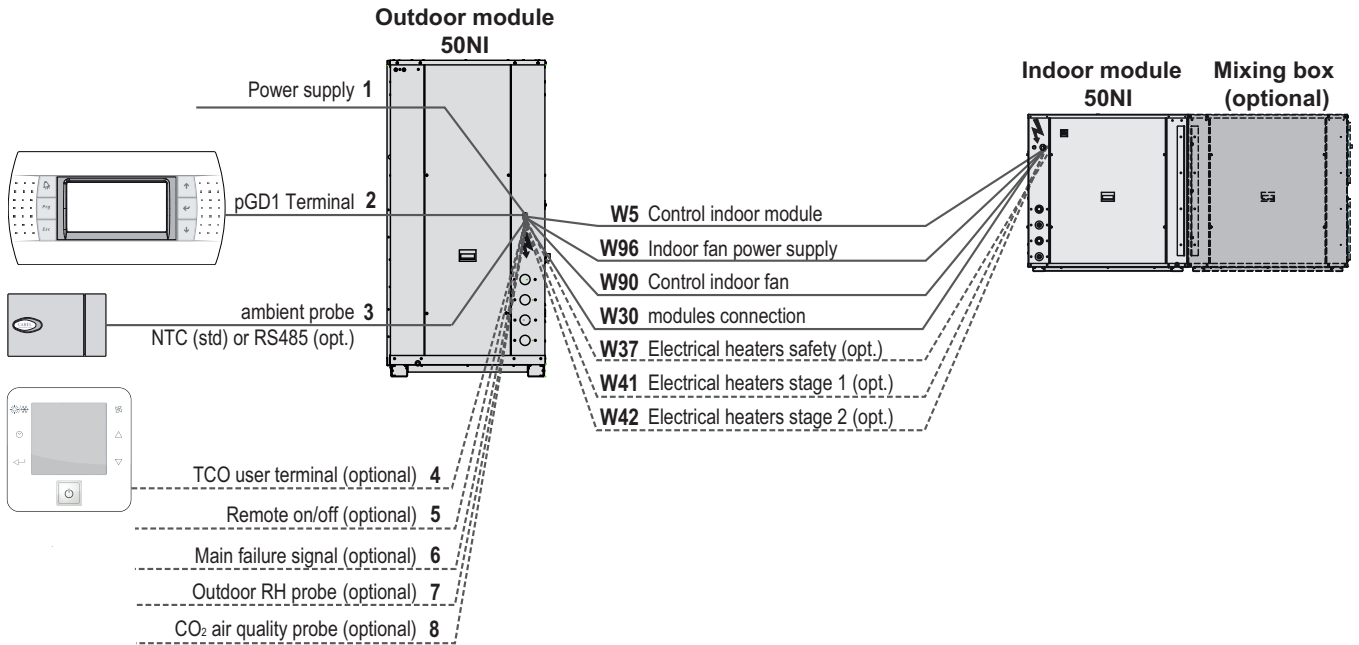 Outdoor module
50NI
Indoor module
50NI
Mixing box
(optional)
Power supply 1
pGD1 Terminal 2
ambient probe 3
NTC (std) or RS485 (opt.)
TCO user terminal (optional) 4
Remote on/off (optional) 5
Main failure signal (optional) 6
Outdoor RH probe (optional) 7
CO₂ air quality probe (optional) 8
W5 Control indoor module
W96 Indoor fan power supply
W90 Control indoor fan
W30 modules connection
W37 Electrical heaters safety (opt.)
W41 Electrical heaters stage 1 (opt.)
W42 Electrical heaters stage 2 (opt.)
Prg
Esc
CAREL